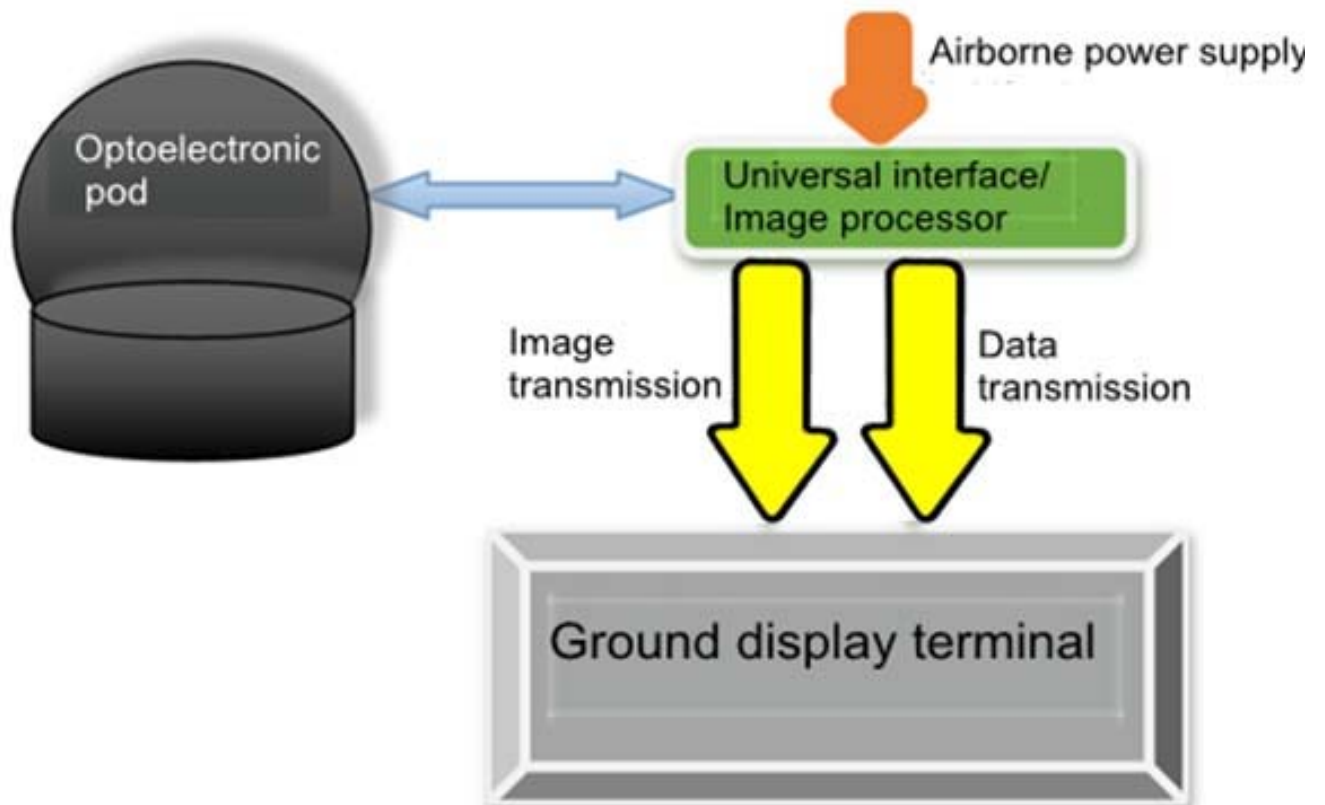 Airborne power supply
Optoelectronic
pod
Universal interface/
Image processor
Image
transmission
Data
transmission
Ground display terminal